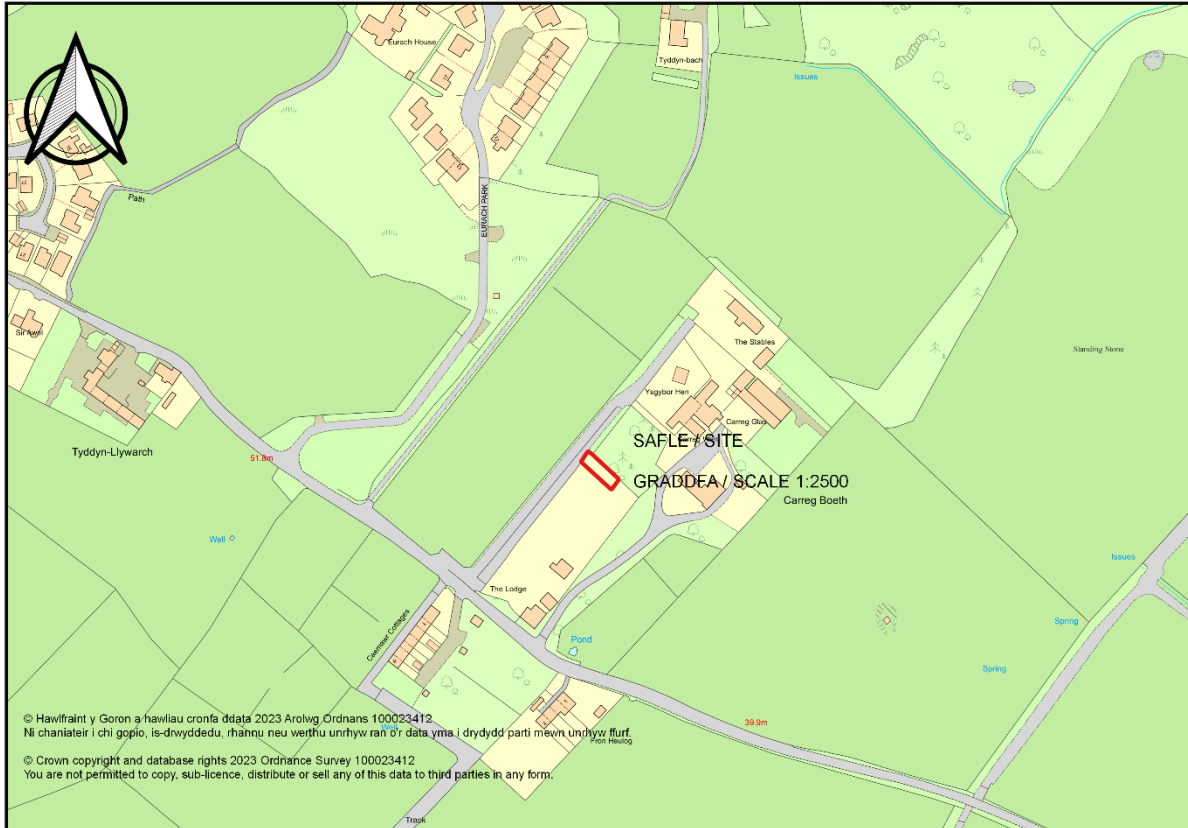 Eurach House
Tyddyn-bach
Issues
Path
EURACH PARK
Sir Awel
The Stables
Standing Stone
Ysgybor Hen
Carreg Glas
SAFLE / SITE
Tyddyn-Llywarch
51.8m
GRADDFA / SCALE 1:2500
Carreg Boeth
Well
Issues
The Lodge
Caemawr Cottages
Pond
Spring
Spring
© Hawlfraint y Goron a hawliau cronfa ddata 2023 Arolwg Ordnans 100023412
39.9m
Well
Ni chaniateir i chi gopio, is-drwyddedu, rhannu neu werthu unrhyw ran o'r data yma i drydydd parti mewn unrhyw ffurf.
Fron Heulog
© Crown copyright and database rights 2023 Ordnance Survey 100023412
You are not permitted to copy, sub-licence, distribute or sell any of this data to third parties in any form.
Track